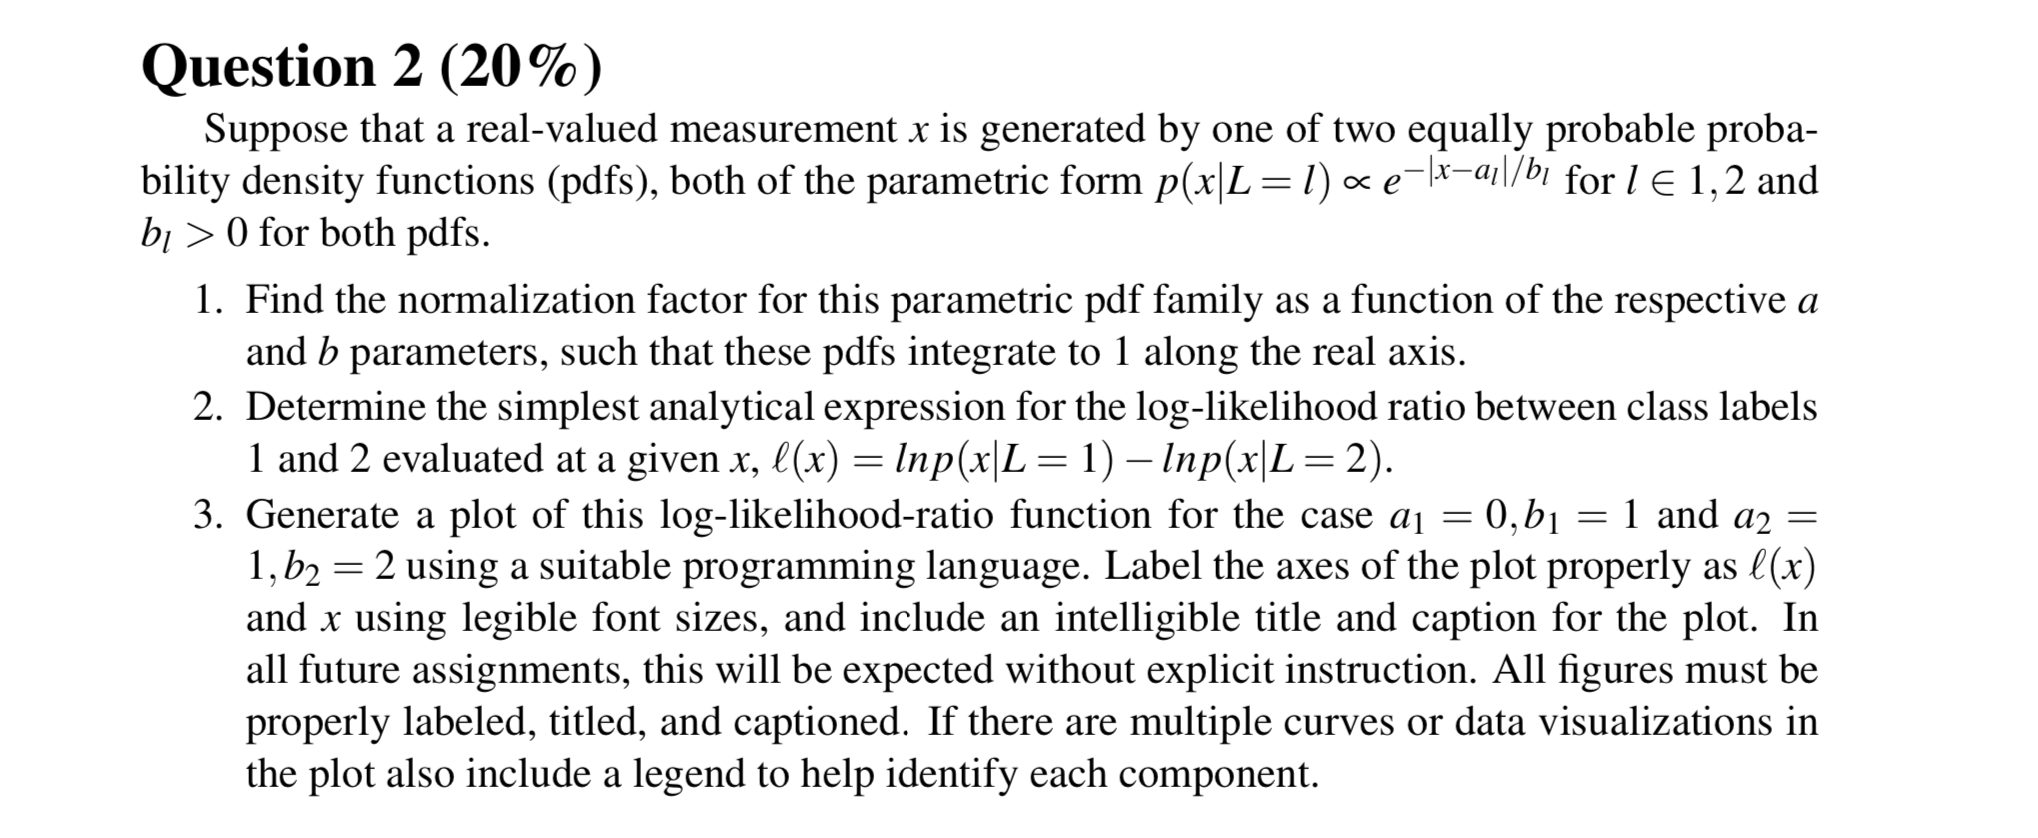 Question 2 (20%)
Suppose that a real-valued measurement x is generated by one of two equally probable proba-
bility density functions (pdfs), both of the parametric form p(x|L = l) ∝ e^{−|x−a_l|/b_l} for l ∈ 1,2 and
b_l > 0 for both pdfs.
1. Find the normalization factor for this parametric pdf family as a function of the respective a
and b parameters, such that these pdfs integrate to 1 along the real axis.
2. Determine the simplest analytical expression for the log-likelihood ratio between class labels
1 and 2 evaluated at a given x, ℓ(x) = lnp(x|L = 1) − lnp(x|L = 2).
3. Generate a plot of this log-likelihood-ratio function for the case a_1 = 0,b_1 = 1 and a_2 =
1,b_2 = 2 using a suitable programming language. Label the axes of the plot properly as ℓ(x)
and x using legible font sizes, and include an intelligible title and caption for the plot. In
all future assignments, this will be expected without explicit instruction. All figures must be
properly labeled, titled, and captioned. If there are multiple curves or data visualizations in
the plot also include a legend to help identify each component.